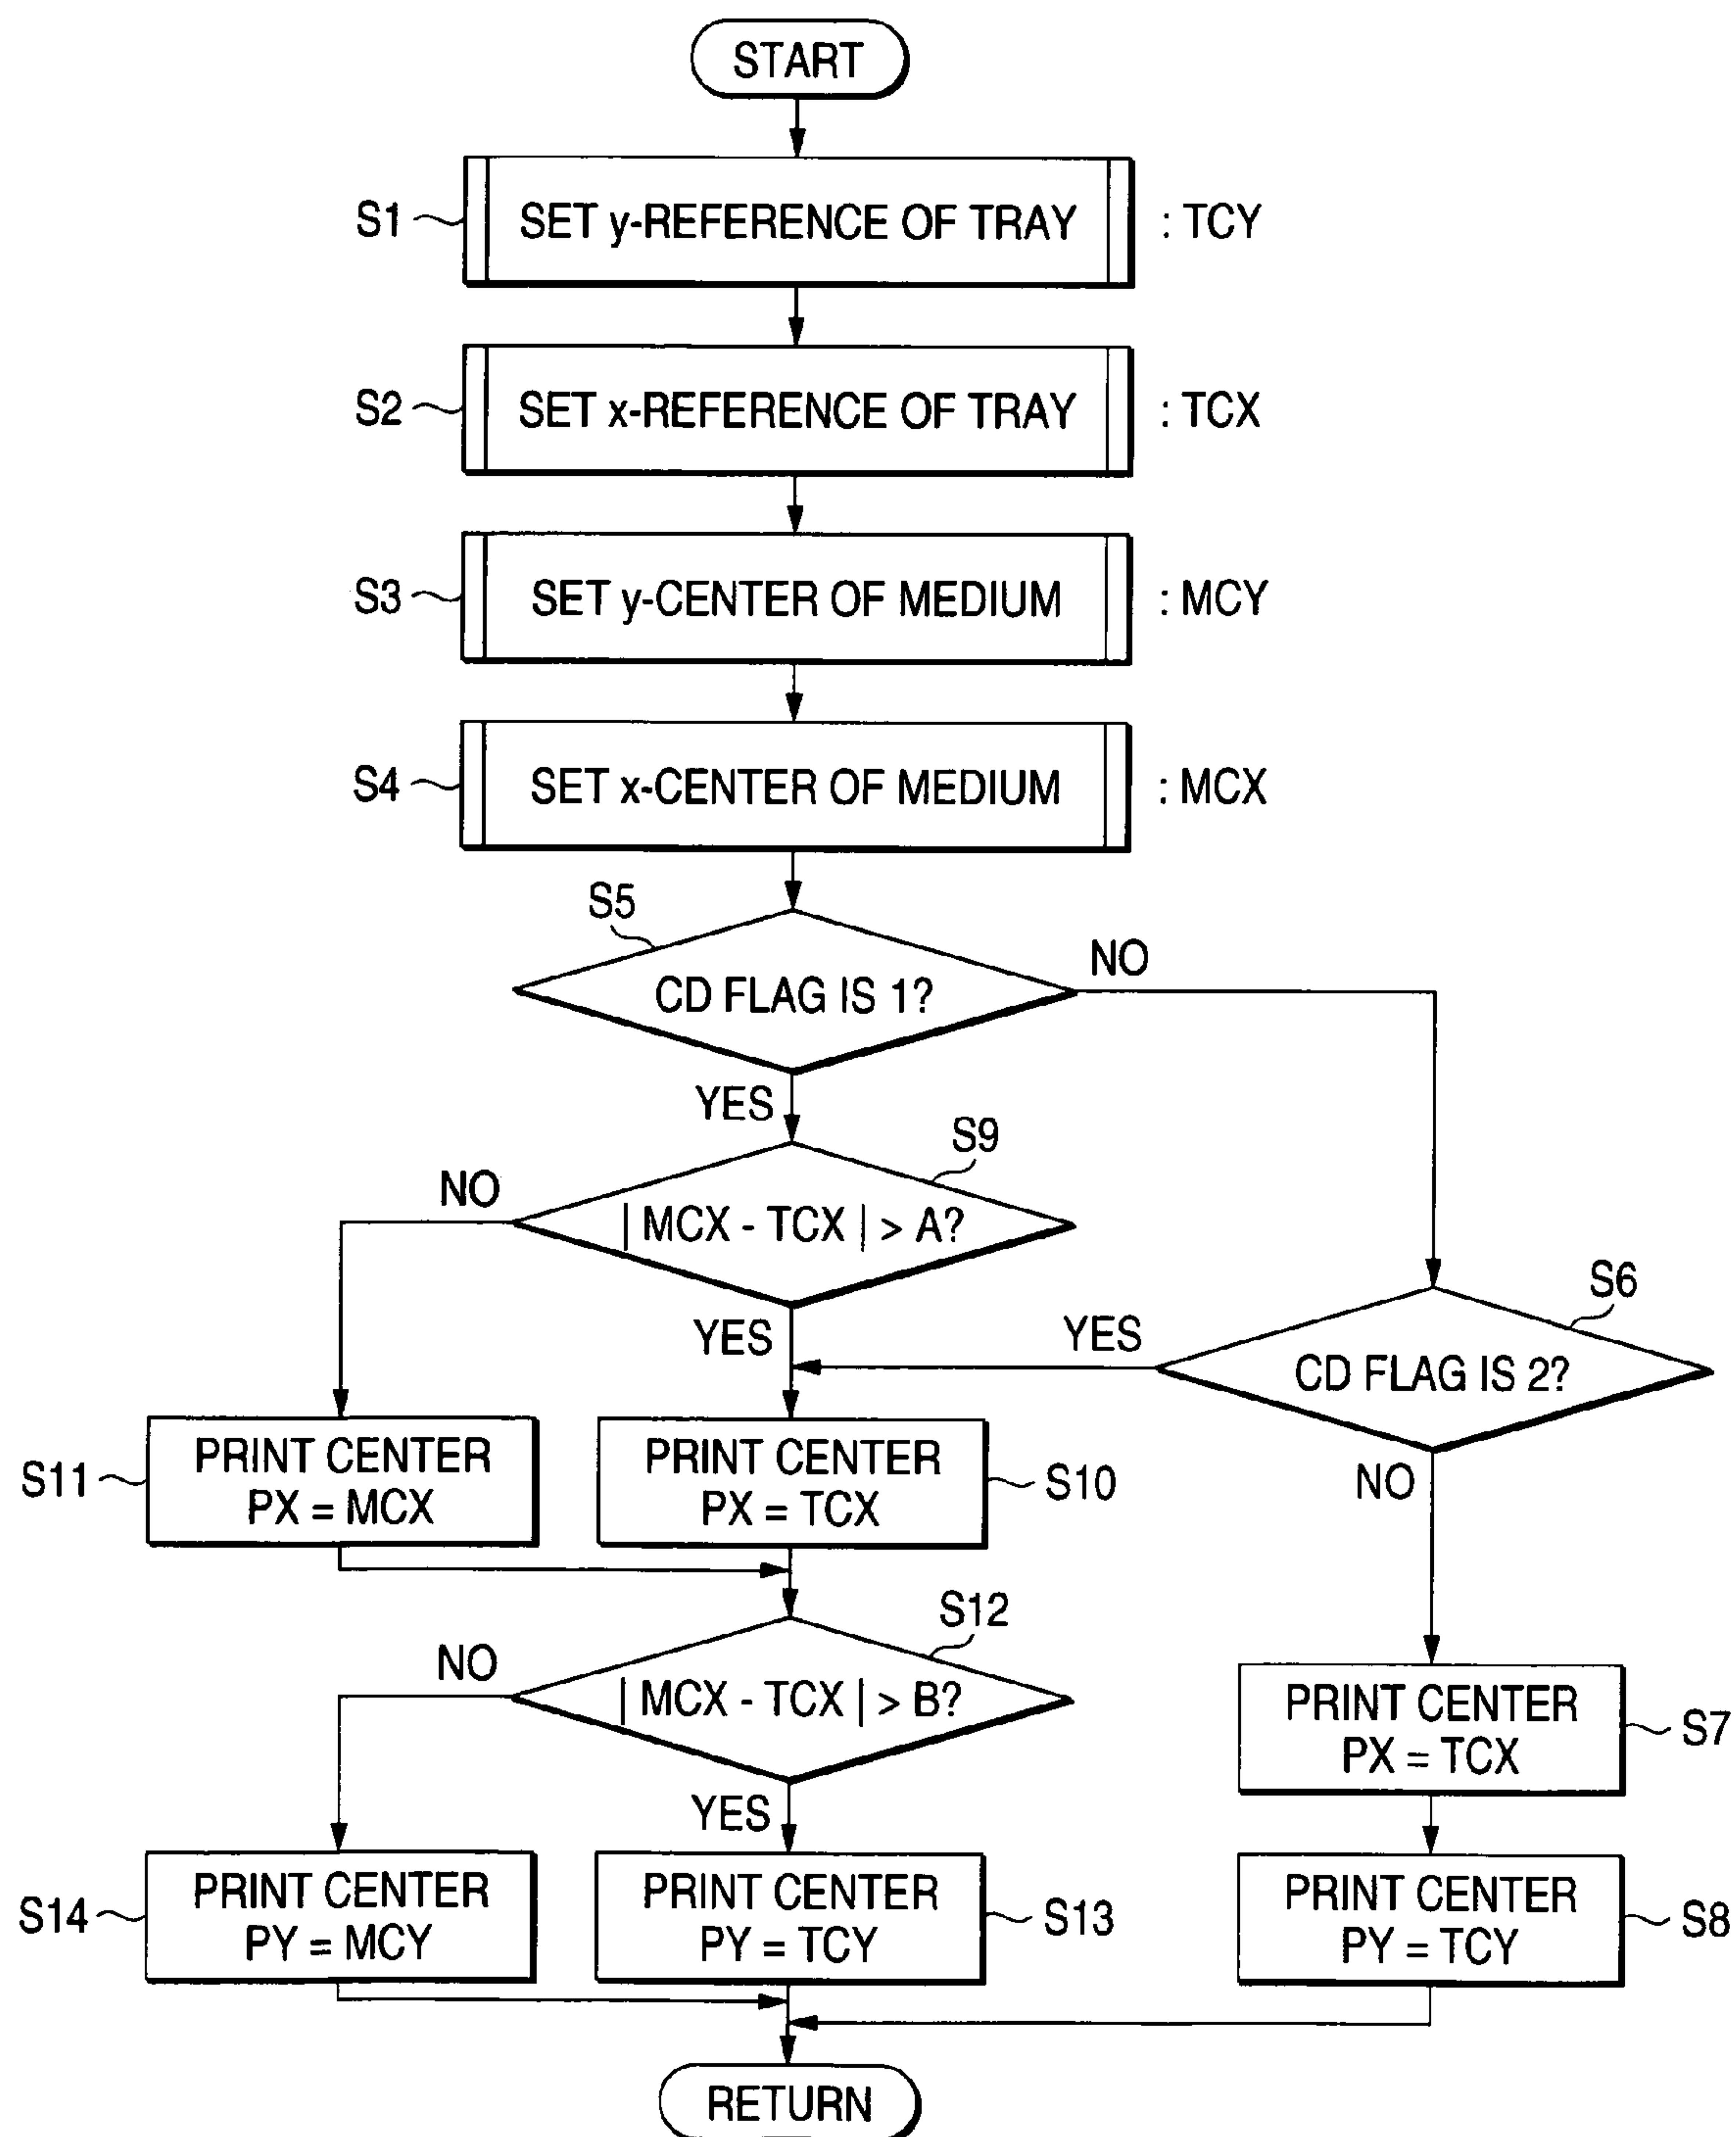 START
S1
SET y-REFERENCE OF TRAY
: TCY
S2
SET x-REFERENCE OF TRAY
: TCX
S3
SET y-CENTER OF MEDIUM
: MCY
S4
SET x-CENTER OF MEDIUM
: MCX
S5
CD FLAG IS 1?
NO
YES
S9
| MCX - TCX | > A?
NO
YES
S6
CD FLAG IS 2?
YES
NO
S11
PRINT CENTER
PX = MCX
PRINT CENTER
PX = TCX
S10
S12
| MCX - TCX | > B?
NO
YES
PRINT CENTER
PX = TCX
S7
S14
PRINT CENTER
PY = MCY
PRINT CENTER
PY = TCY
S13
PRINT CENTER
PY = TCY
S8
RETURN